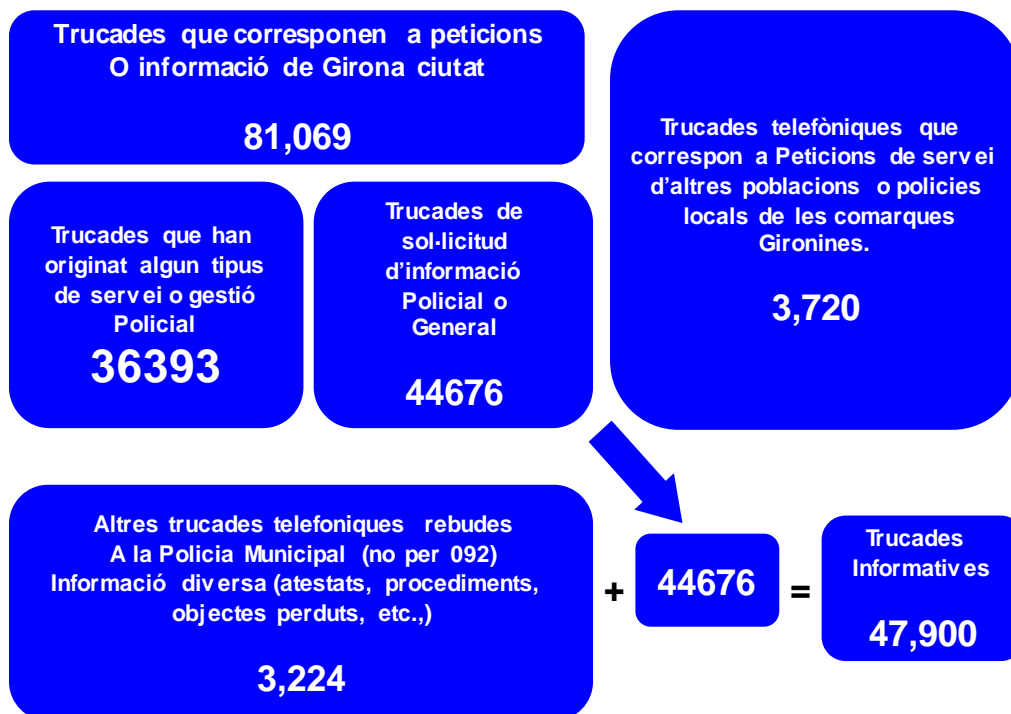 Trucades que corresponen a peticions
O informació de Girona ciutat
81,069
Trucades telefòniques que
correspon a Peticions de servei
d'altres poblacions o policies
locals de les comarques
Gironines.
3,720
Trucades que han
originat algun tipus
de servei o gestió
Policial
36393
Trucades de
sol·licitud
d'informació
Policial o
General
44676
Altres trucades telefoniques rebudes
A la Policia Municipal (no per 092)
Informació diversa (atestats, procediments,
objectes perduts, etc.,)
3,224
+
44676
=
Trucades
Informatives
47,900